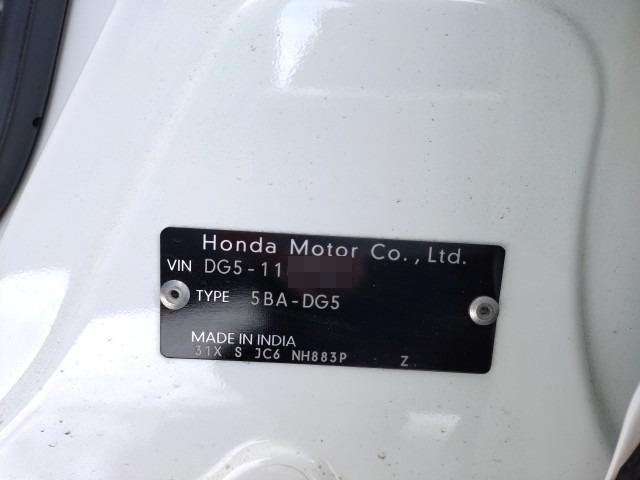 Honda Motor Co., Ltd.
VIN DG5-11
TYPE 5BA-DG5
MADE IN INDIA
31X S JC6 NH883P Z